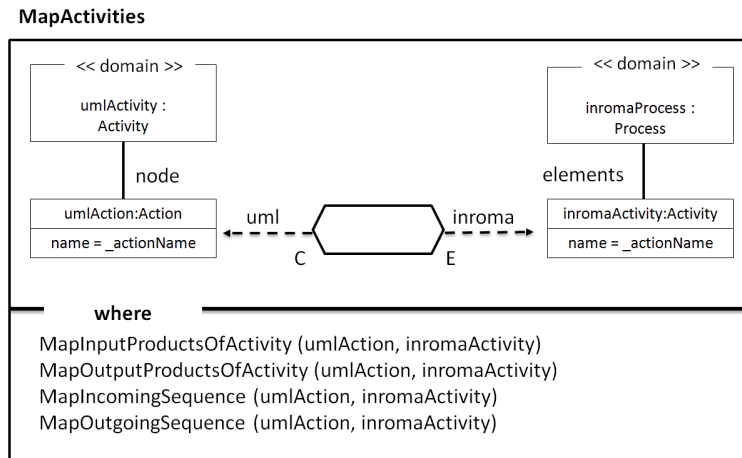 MapActivities
<< domain >>
umlActivity :
Activity
node
umlAction:Action
name = _actionName
uml
C
inroma
E
<< domain >>
inromaProcess :
Process
elements
inromaActivity:Activity
name = _actionName
where
MapInputProductsOfActivity (umlAction, inromaActivity)
MapOutputProductsOfActivity (umlAction, inromaActivity)
MapIncomingSequence (umlAction, inromaActivity)
MapOutgoingSequence (umlAction, inromaActivity)